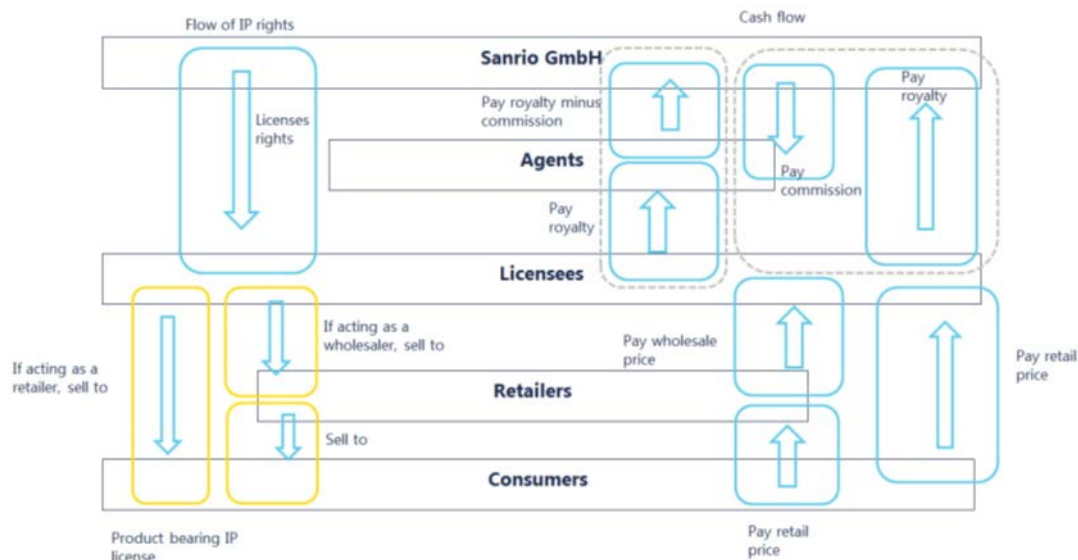 Flow of IP rights
Cash flow
Sanrio GmbH
Pay royalty minus
commission
Pay
royalty
Licenses
rights
Agents
Pay
commission
Pay
royalty
Licensees
If acting as a
wholesaler, sell to
Pay wholesale
price
If acting as a
retailer, sell to
Pay retail
price
Retailers
Sell to
Consumers
Product bearing IP
license
Pay retail
price